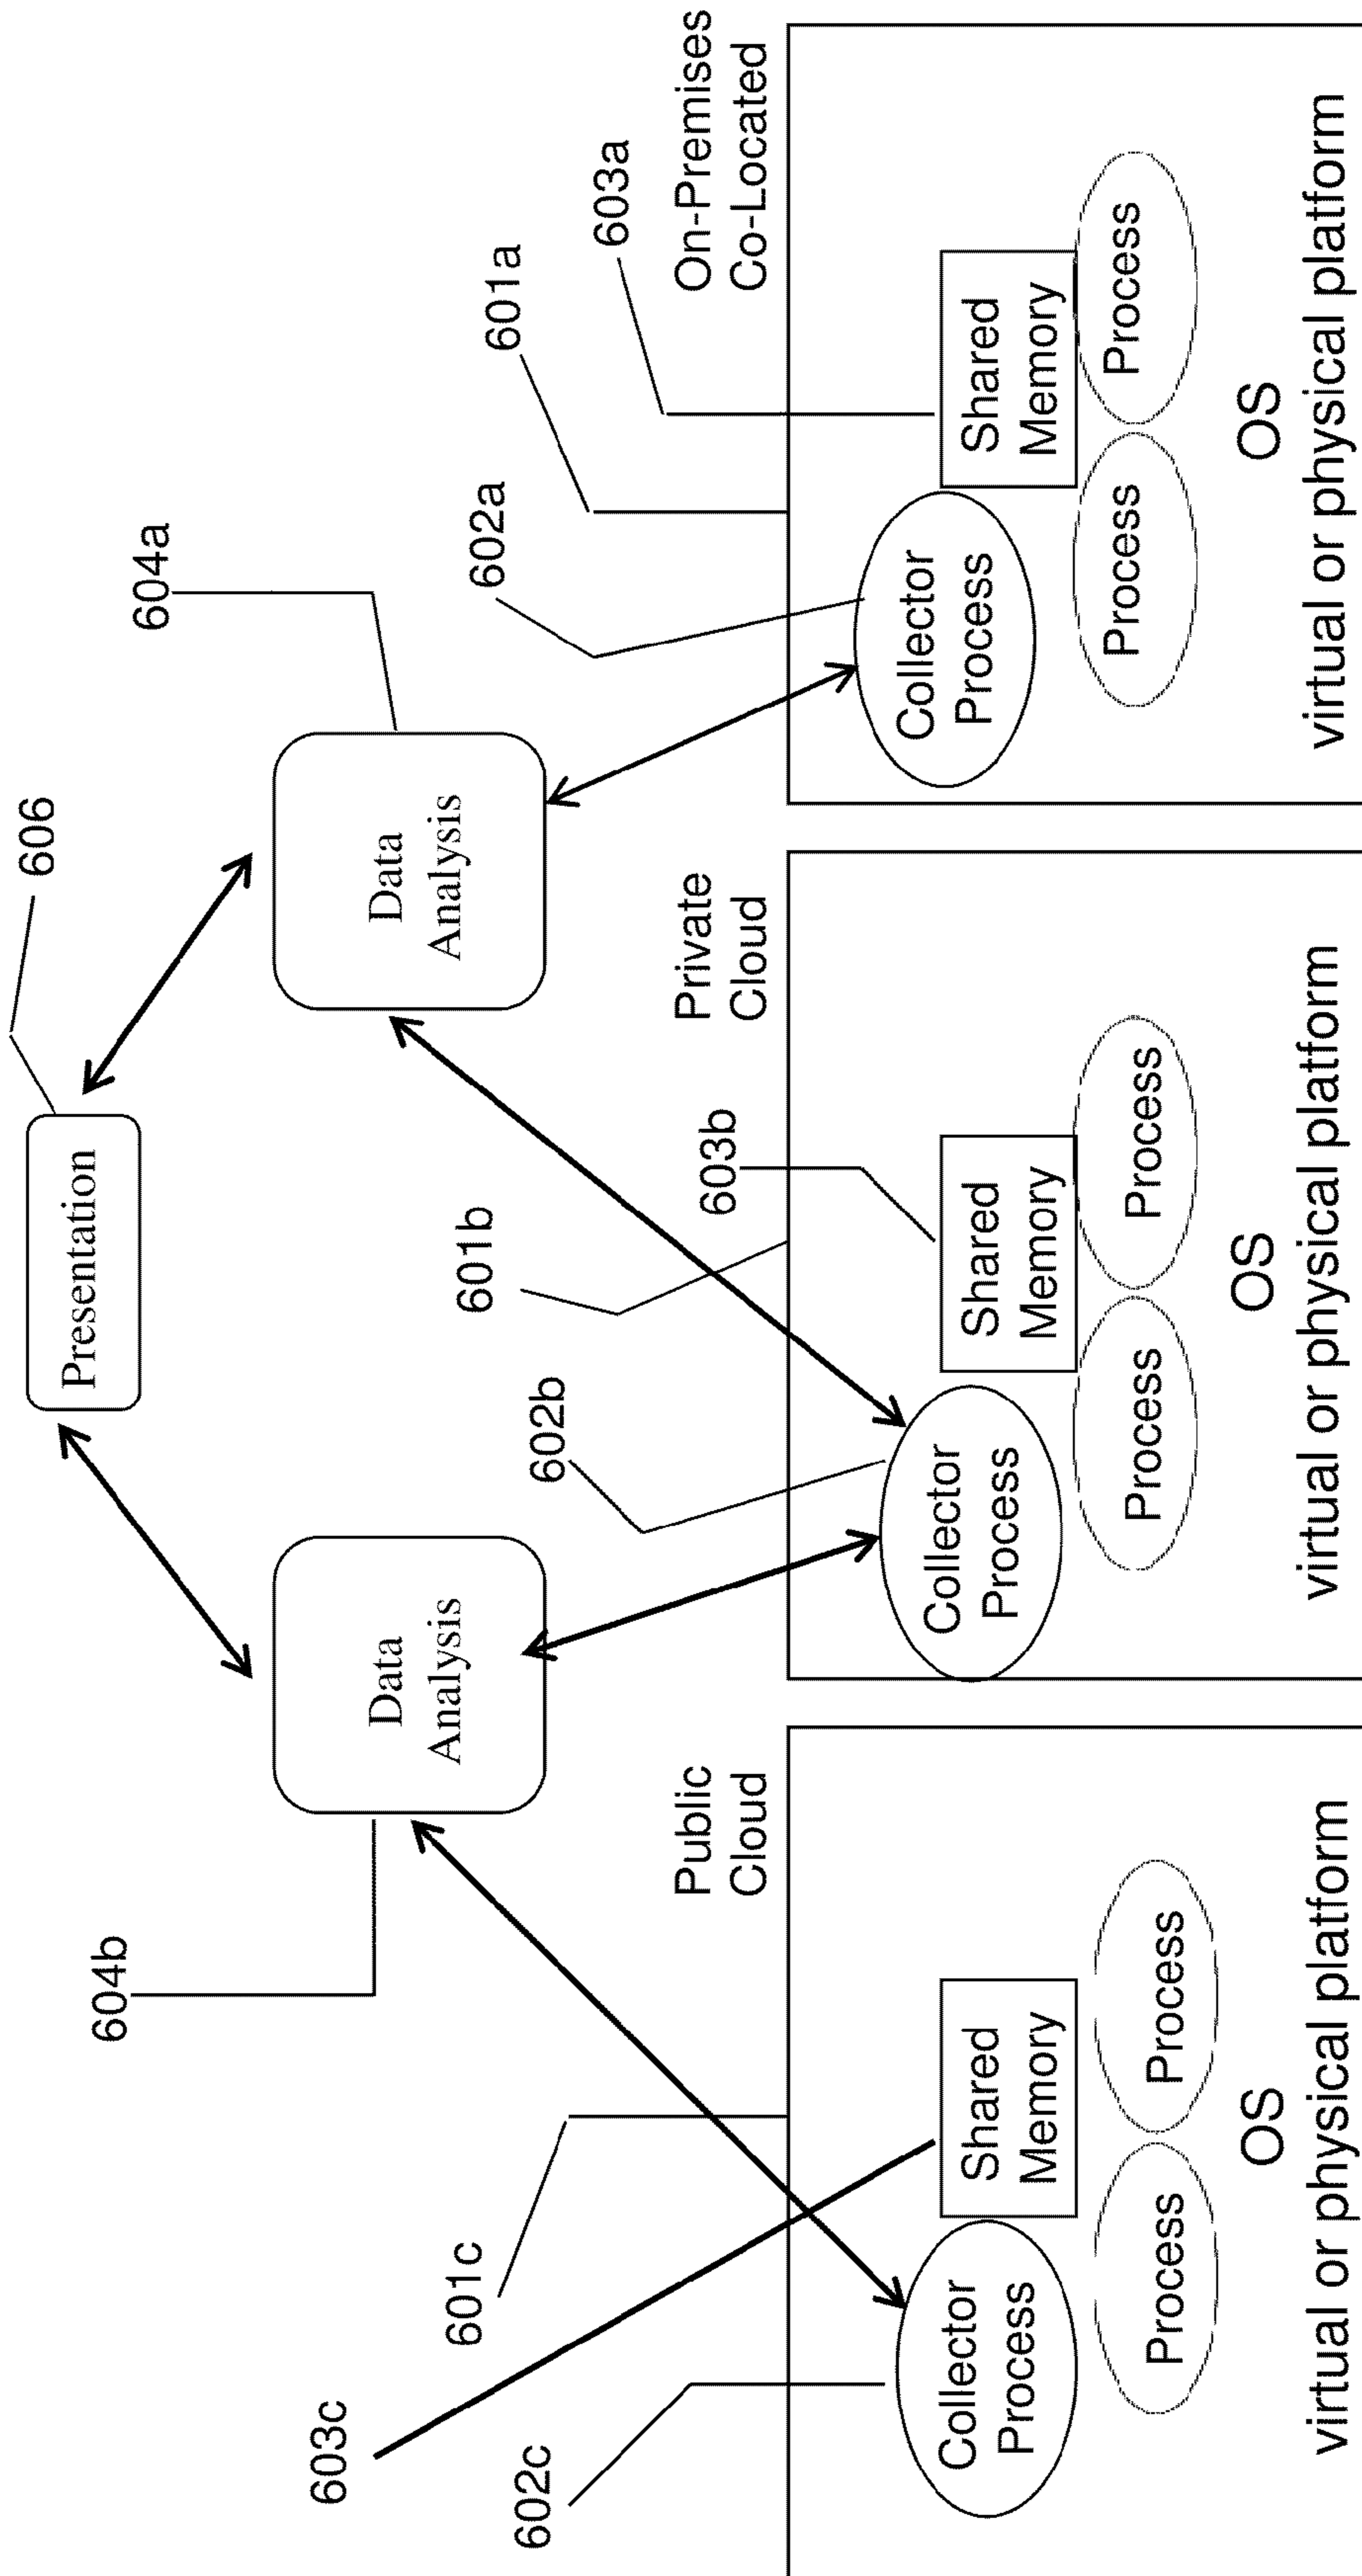 606
Presentation
604b
604a
Data
Analysis
Data
Analysis
603c
602c
601c
602b
601b
603b
602a
601a
603a
Public
Cloud
Private
Cloud
On-Premises
Co-Located
Collector
Process
Shared
Memory
Process
Process
OS
virtual or physical platform
Collector
Process
Shared
Memory
Process
Process
OS
virtual or physical platform
Collector
Process
Shared
Memory
Process
Process
OS
virtual or physical platform